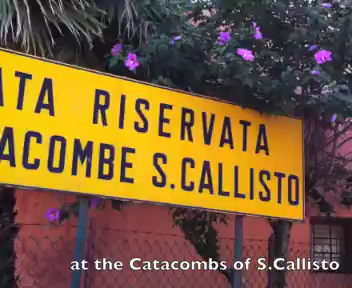 ATA RISERVATA
ACOMBE S.CALLISTO
at the Catacombs of S.Callisto